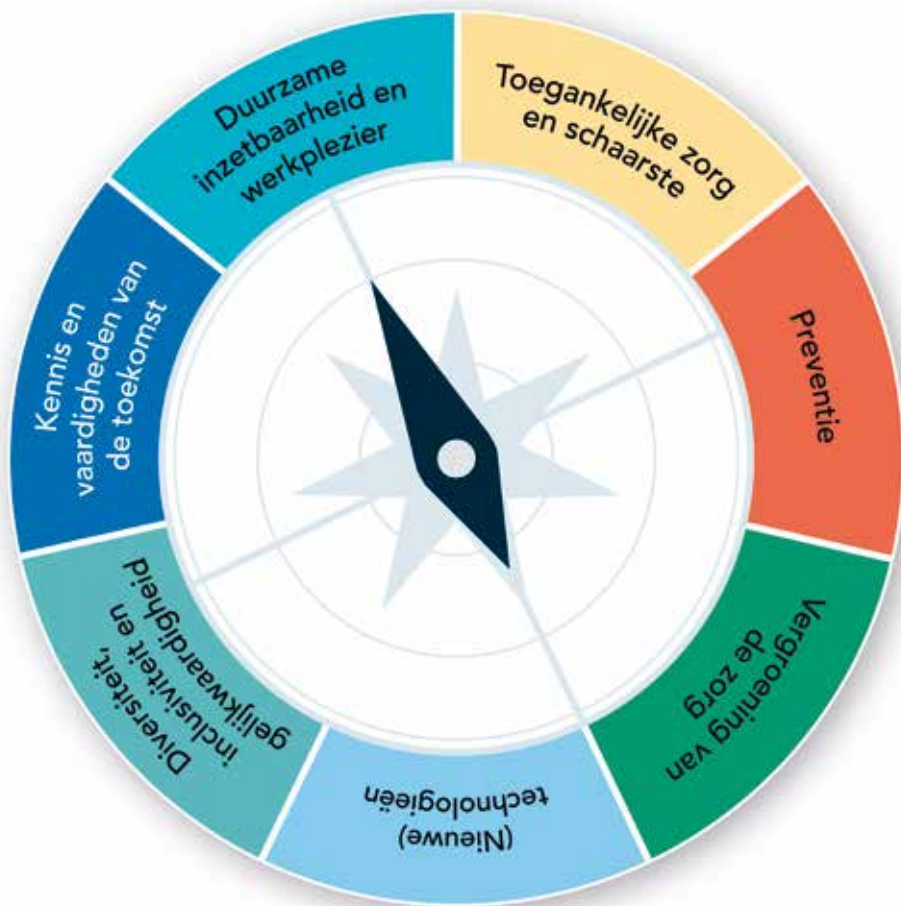 Toegankelijke zorg
en schaarste
Preventie
Vergroening van
de zorg
(Nieuwe)
technologieën
Diversiteit,
inclusiviteit en
gelijkwaardigheid
Kennis en
vaardigheden van
de toekomst
Duurzame
inzetbaarheid en
werkplezier